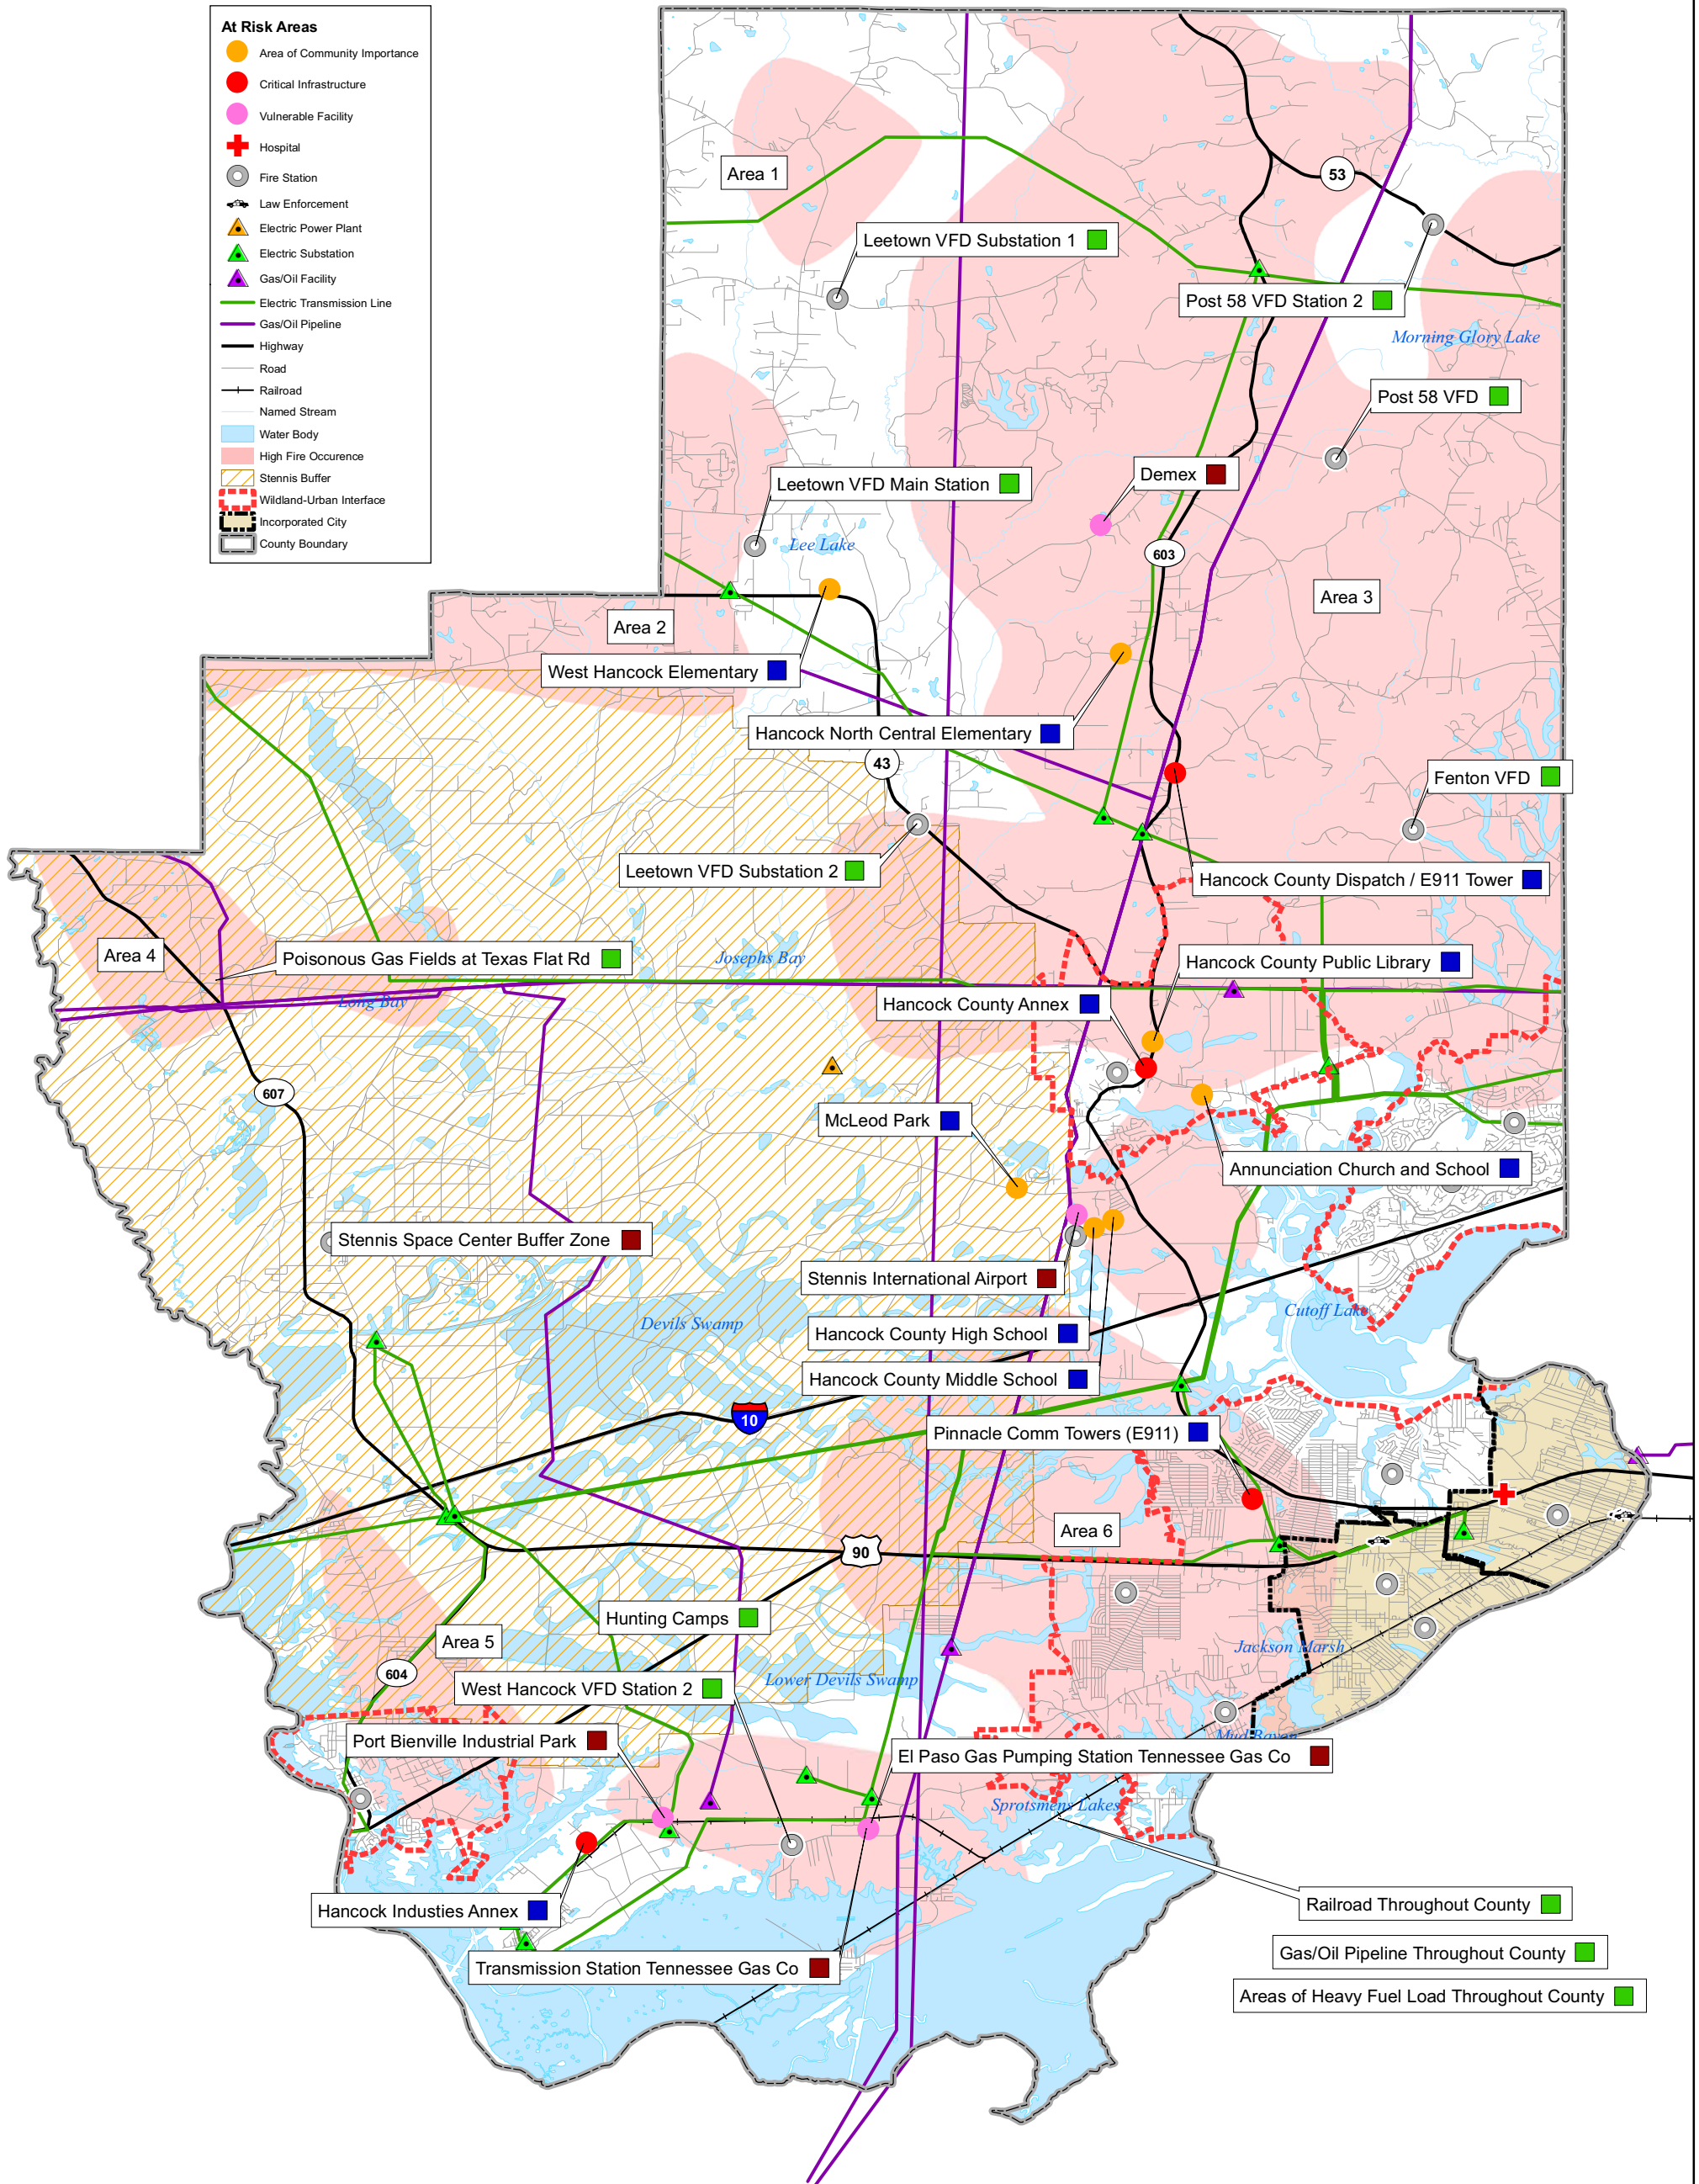 At Risk Areas
Area of Community Importance
Critical Infrastructure
Vulnerable Facility
Hospital
Fire Station
Law Enforcement
Electric Power Plant
Electric Substation
Gas/Oil Facility
Electric Transmission Line
Gas/Oil Pipeline
Highway
Road
Railroad
Named Stream
Water Body
High Fire Occurence
Stennis Buffer
Wildland-Urban Interface
Incorporated City
County Boundary
Area 1
53
Leetown VFD Substation 1
Post 58 VFD Station 2
Morning Glory Lake
Post 58 VFD
Demex
Leetown VFD Main Station
Lee Lake
603
Area 3
Area 2
West Hancock Elementary
Hancock North Central Elementary
43
Fenton VFD
Leetown VFD Substation 2
Hancock County Dispatch / E911 Tower
Area 4
Poisonous Gas Fields at Texas Flat Rd
Josephs Bay
Hancock County Public Library
Long Bay
Hancock County Annex
607
McLeod Park
Annunciation Church and School
Stennis Space Center Buffer Zone
Stennis International Airport
Cutoff Lake
Devils Swamp
Hancock County High School
Hancock County Middle School
10
Pinnacle Comm Towers (E911)
Area 6
90
Hunting Camps
Area 5
Jackson Marsh
604
Lower Devils Swamp
West Hancock VFD Station 2
Mud Bayou
Port Bienville Industrial Park
El Paso Gas Pumping Station Tennessee Gas Co
Sprotsmens Lakes
Hancock Industies Annex
Railroad Throughout County
Gas/Oil Pipeline Throughout County
Transmission Station Tennessee Gas Co
Areas of Heavy Fuel Load Throughout County